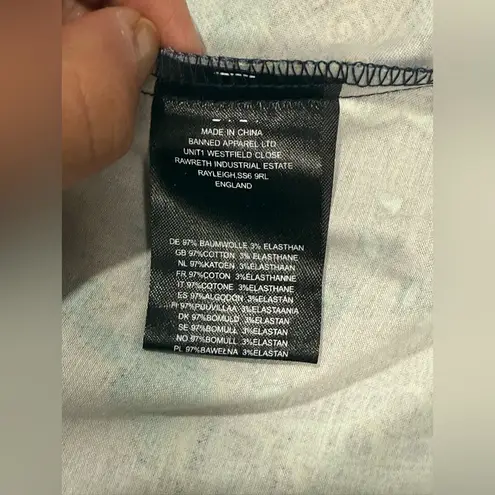 MADE IN CHINA
BANNED APPAREL LTD
UNIT1 WESTFIELD CLOSE
RAWRETH INDUSTRIAL ESTATE
RAYLEIGH,SS6 9RL
ENGLAND
DE 97% BAUMWOLLE 3% ELASTHAN
GB 97%COTTON 3% ELASTHANE
NL 97%KATOEN 3%ELASTHAAN
FR 97%COTON 3%ELASTHANNE
IT 97%COTONE 3%ELASTHANE
ES 97%ALGODON 3%ELASTAN
FI 97%PUUVILLAA 3%ELASTAANIA
DK 97%BOMULD 3%ELASTAN
SE 97%BOMULL 3%ELASTAN
NO 97%BOMULL 3%ELASTAN
PL 97%BAWEŁNA 3%ELASTAN